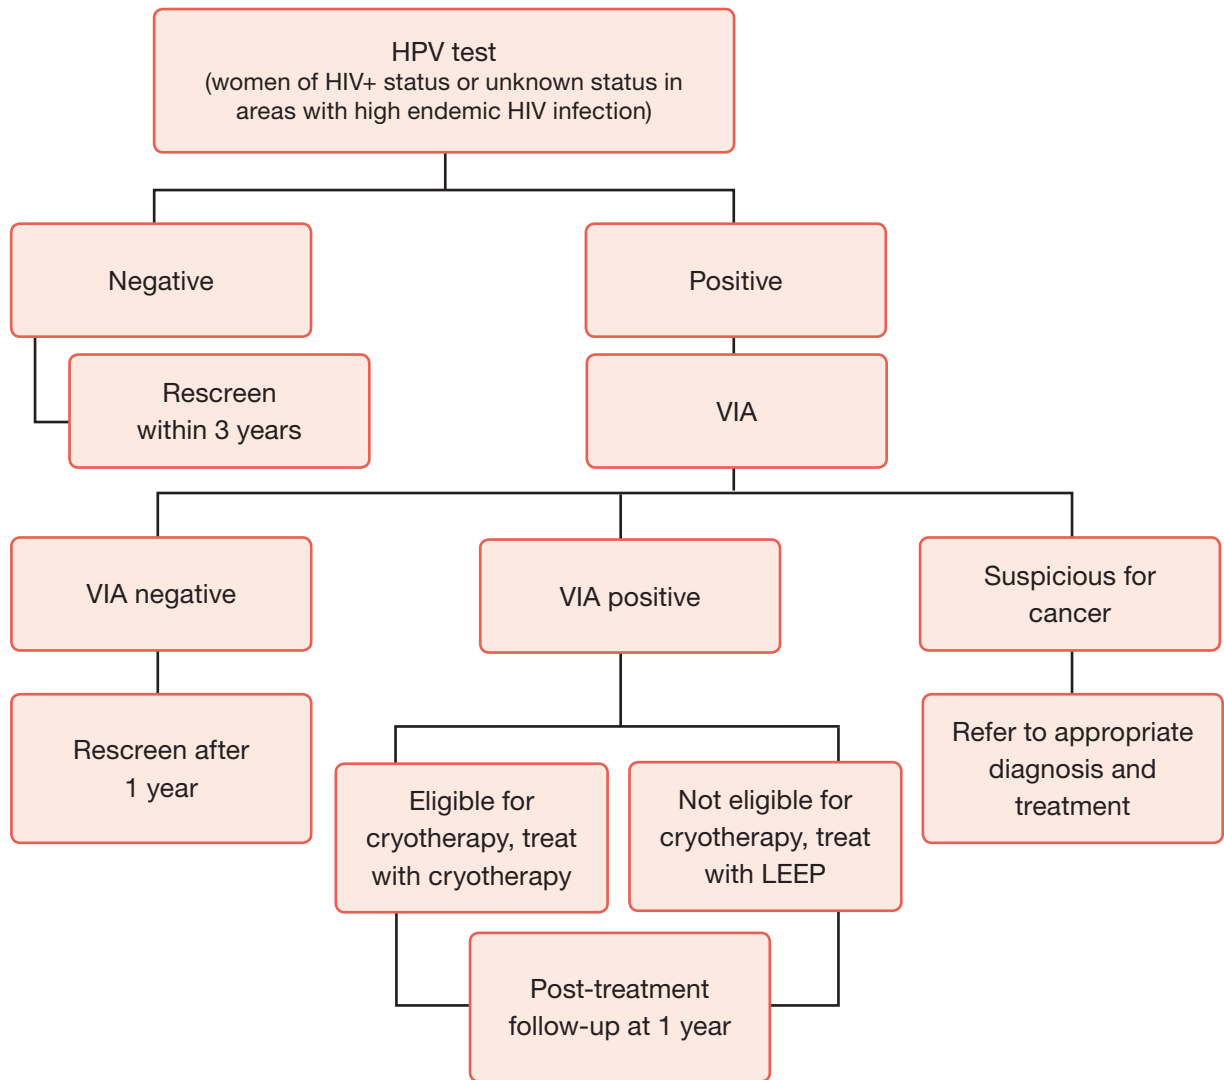 HPV test
(women of HIV+ status or unknown status in
areas with high endemic HIV infection)
Negative
Positive
Rescreen
within 3 years
VIA
VIA negative
VIA positive
Suspicious for
cancer
Rescreen after
1 year
Eligible for
cryotherapy, treat
with cryotherapy
Not eligible for
cryotherapy, treat
with LEEP
Refer to appropriate
diagnosis and
treatment
Post-treatment
follow-up at 1 year